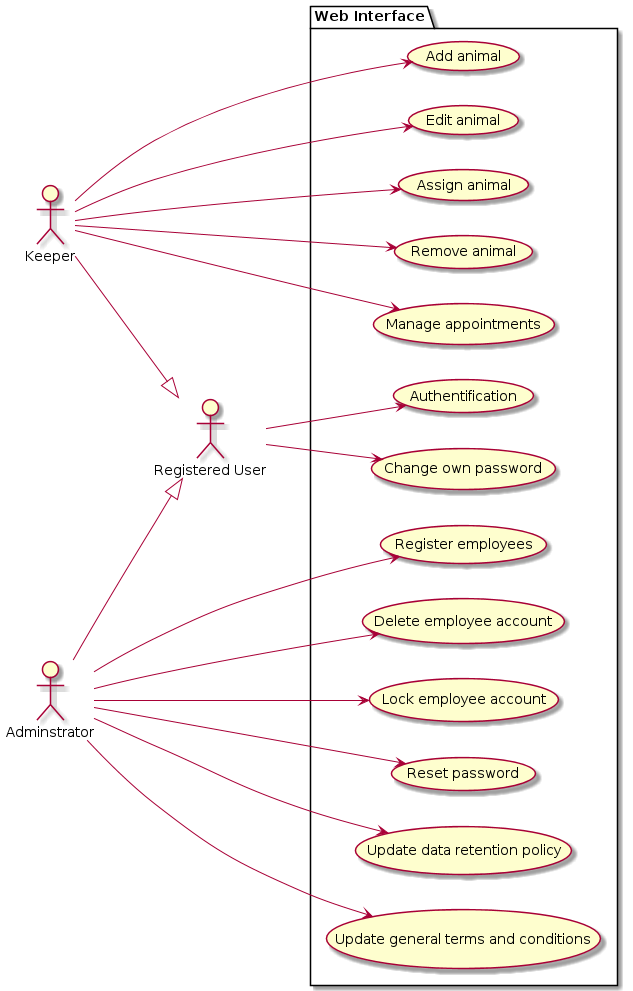 Web Interface
Add animal
Edit animal
Assign animal
Remove animal
Manage appointments
Keeper
Authentification
Change own password
Registered User
Register employees
Delete employee account
Lock employee account
Reset password
Update data retention policy
Update general terms and conditions
Adminstrator